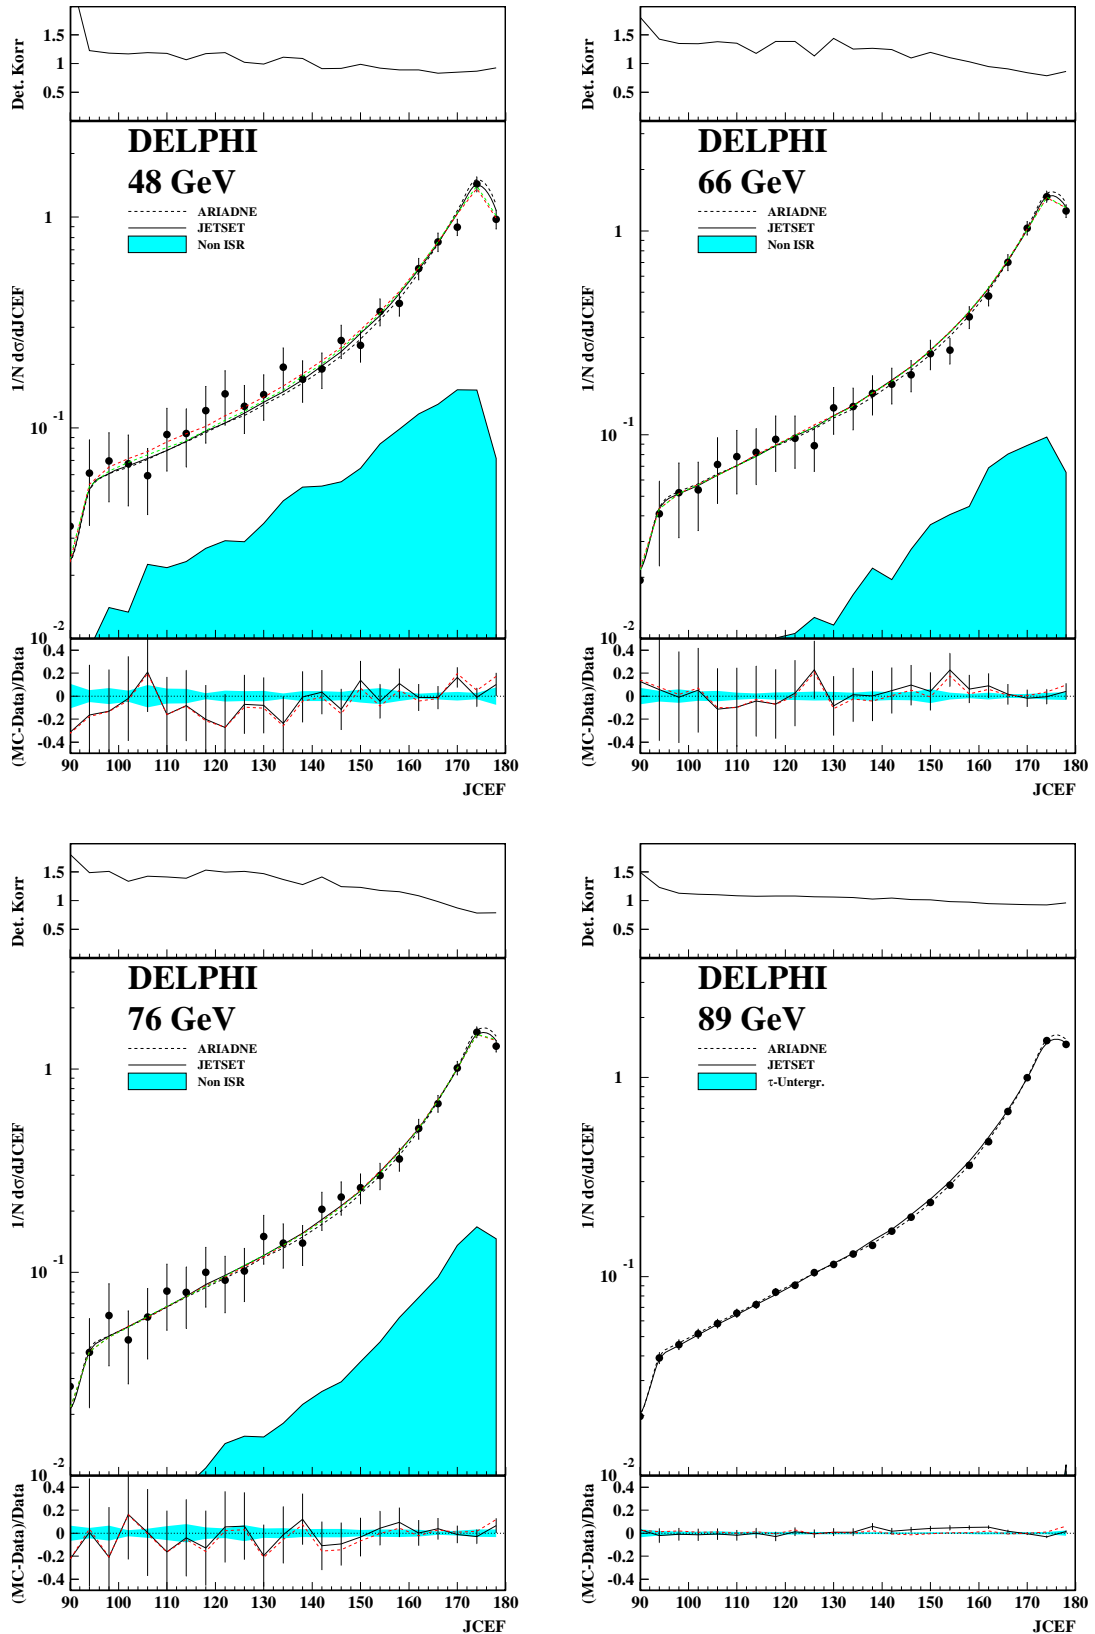 Det. Korr
1.5
1
0.5
DELPHI
48 GeV
ARIADNE
JETSET
Non ISR
1/N dσ/dJCEF
1
10 -1
10 -2
(MC-Data)/Data
0.4
0.2
0
-0.2
-0.4
90 100 110 120 130 140 150 160 170 180
JCEF
Det. Korr
1.5
1
0.5
DELPHI
66 GeV
ARIADNE
JETSET
Non ISR
1/N dσ/dJCEF
1
10 -1
10 -2
(MC-Data)/Data
0.4
0.2
0
-0.2
-0.4
90 100 110 120 130 140 150 160 170 180
JCEF
Det. Korr
1.5
1
0.5
DELPHI
76 GeV
ARIADNE
JETSET
Non ISR
1/N dσ/dJCEF
1
10 -1
10 -2
(MC-Data)/Data
0.4
0.2
0
-0.2
-0.4
90 100 110 120 130 140 150 160 170 180
JCEF
Det. Korr
1.5
1
0.5
DELPHI
89 GeV
ARIADNE
JETSET
τ-Untergr.
1/N dσ/dJCEF
1
10 -1
10 -2
(MC-Data)/Data
0.4
0.2
0
-0.2
-0.4
90 100 110 120 130 140 150 160 170 180
JCEF